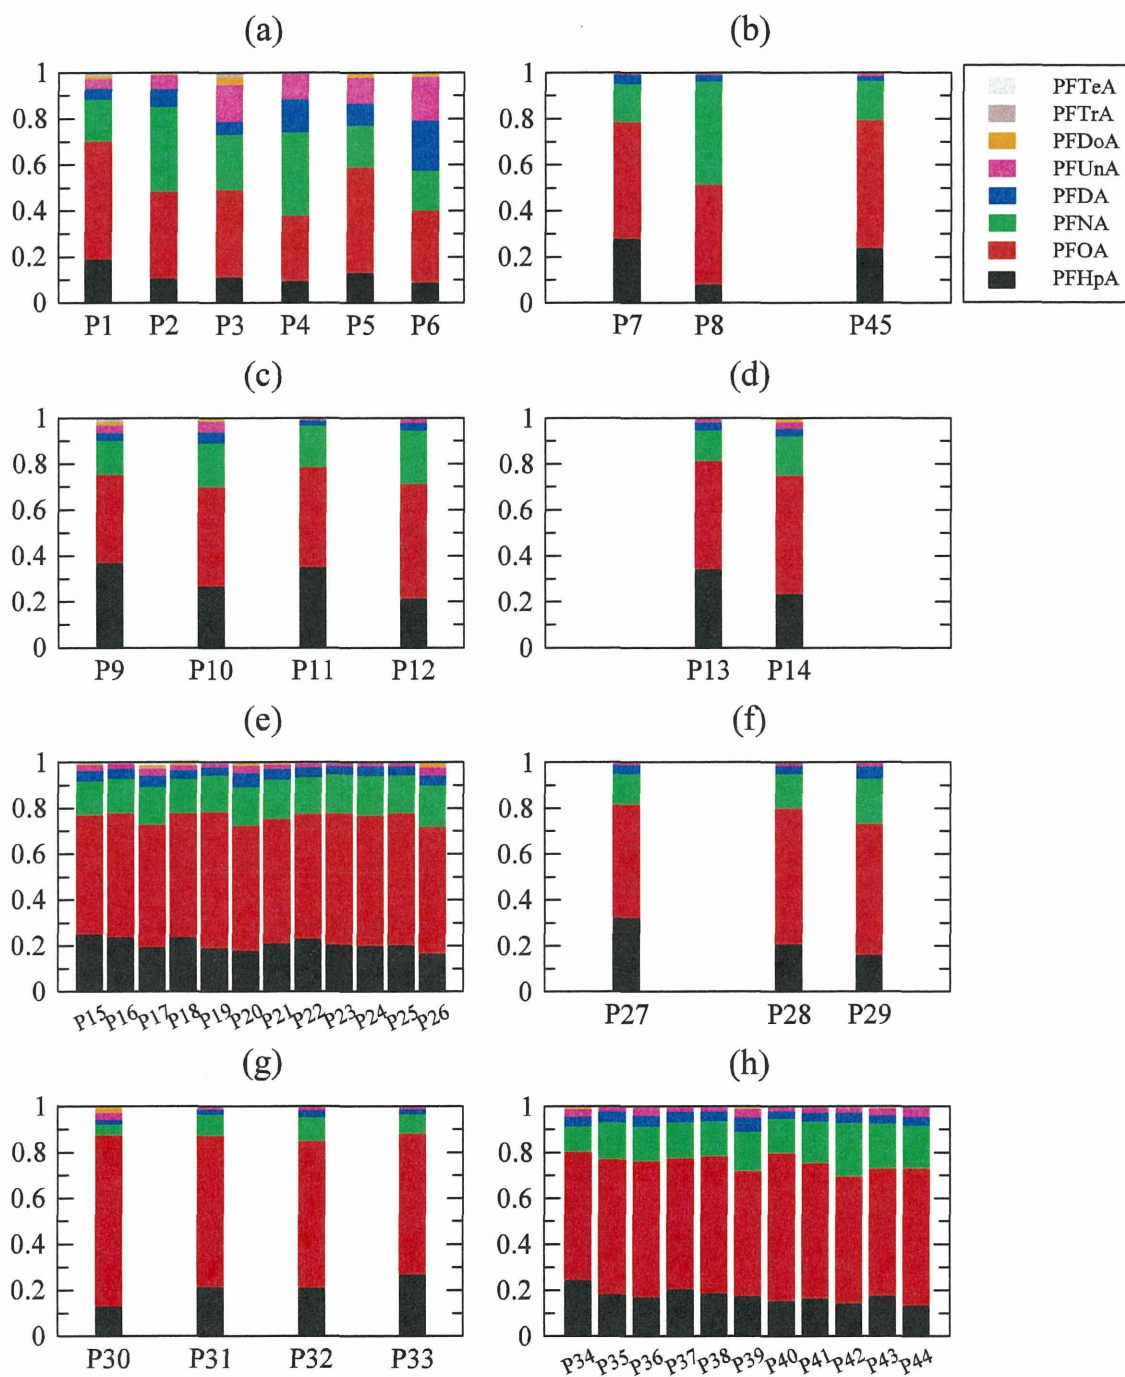 (a)
1
0.8
0.6
0.4
0.2
0
P1 P2 P3 P4 P5 P6
(b)
1
0.8
0.6
0.4
0.2
0
P7 P8 P45
PFTeA
PFTrA
PFDoA
PFUnA
PFDA
PFNA
PFOA
PFHpA
(c)
1
0.8
0.6
0.4
0.2
0
P9 P10 P11 P12
(d)
1
0.8
0.6
0.4
0.2
0
P13 P14
(e)
1
0.8
0.6
0.4
0.2
0
P15 P16 P17 P18 P19 P20 P21 P22 P23 P24 P25 P26
(f)
1
0.8
0.6
0.4
0.2
0
P27 P28 P29
(g)
1
0.8
0.6
0.4
0.2
0
P30 P31 P32 P33
(h)
1
0.8
0.6
0.4
0.2
0
P34 P35 P36 P37 P38 P39 P40 P41 P42 P43 P44